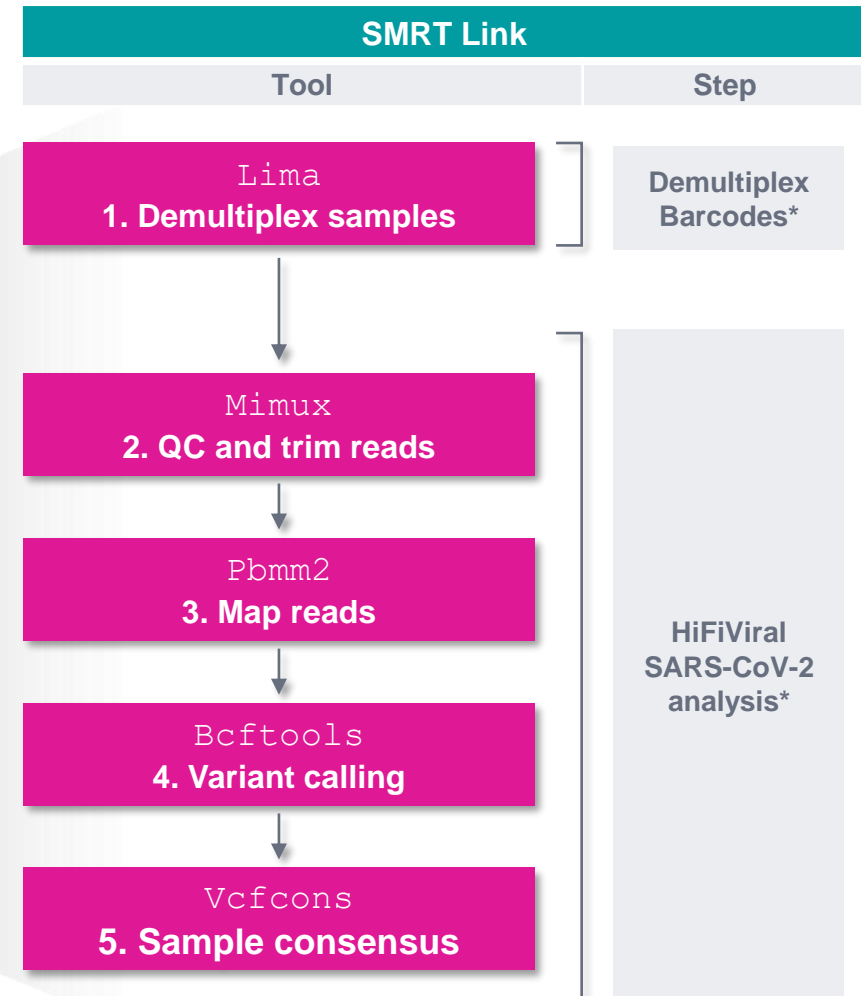 SMRT Link
Tool
Step
Lima
1. Demultiplex samples
Demultiplex
Barcodes*
Mimux
2. QC and trim reads
Pbmm2
3. Map reads
HiFiViral
SARS-CoV-2
analysis*
Bcftools
4. Variant calling
Vcfcons
5. Sample consensus